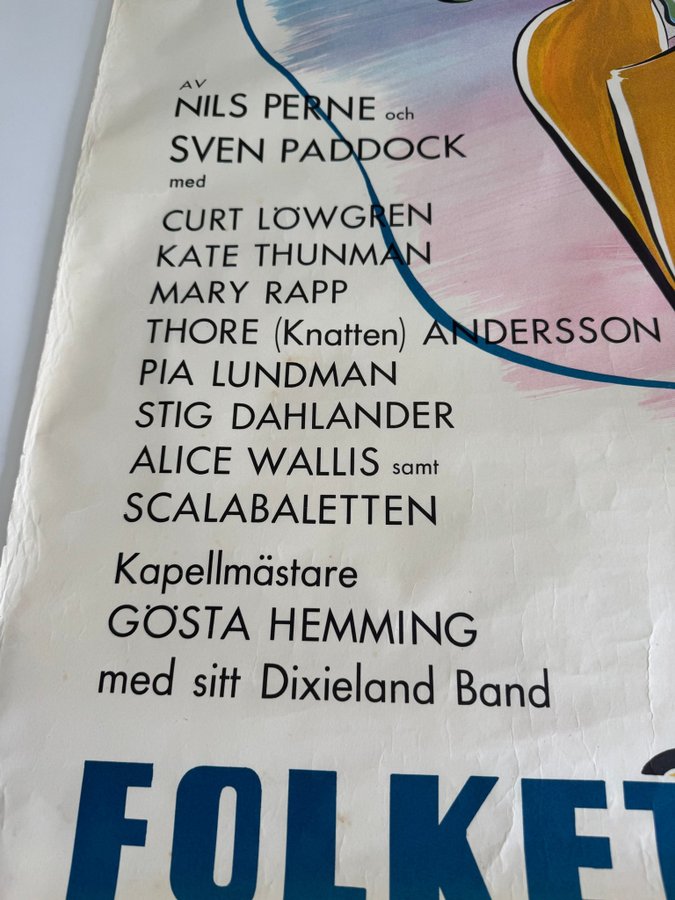 AV
NILS PERNE och
SVEN PADDOCK
med
CURT LÖWGREN
KATE THUNMAN
MARY RAPP
THORE (Knatten) ANDERSSON
PIA LUNDMAN
STIG DAHLANDER
ALICE WALLIS samt
SCALABALETTEN
Kapellmästare
GÖSTA HEMMING
med sitt Dixieland Band
FOLKET